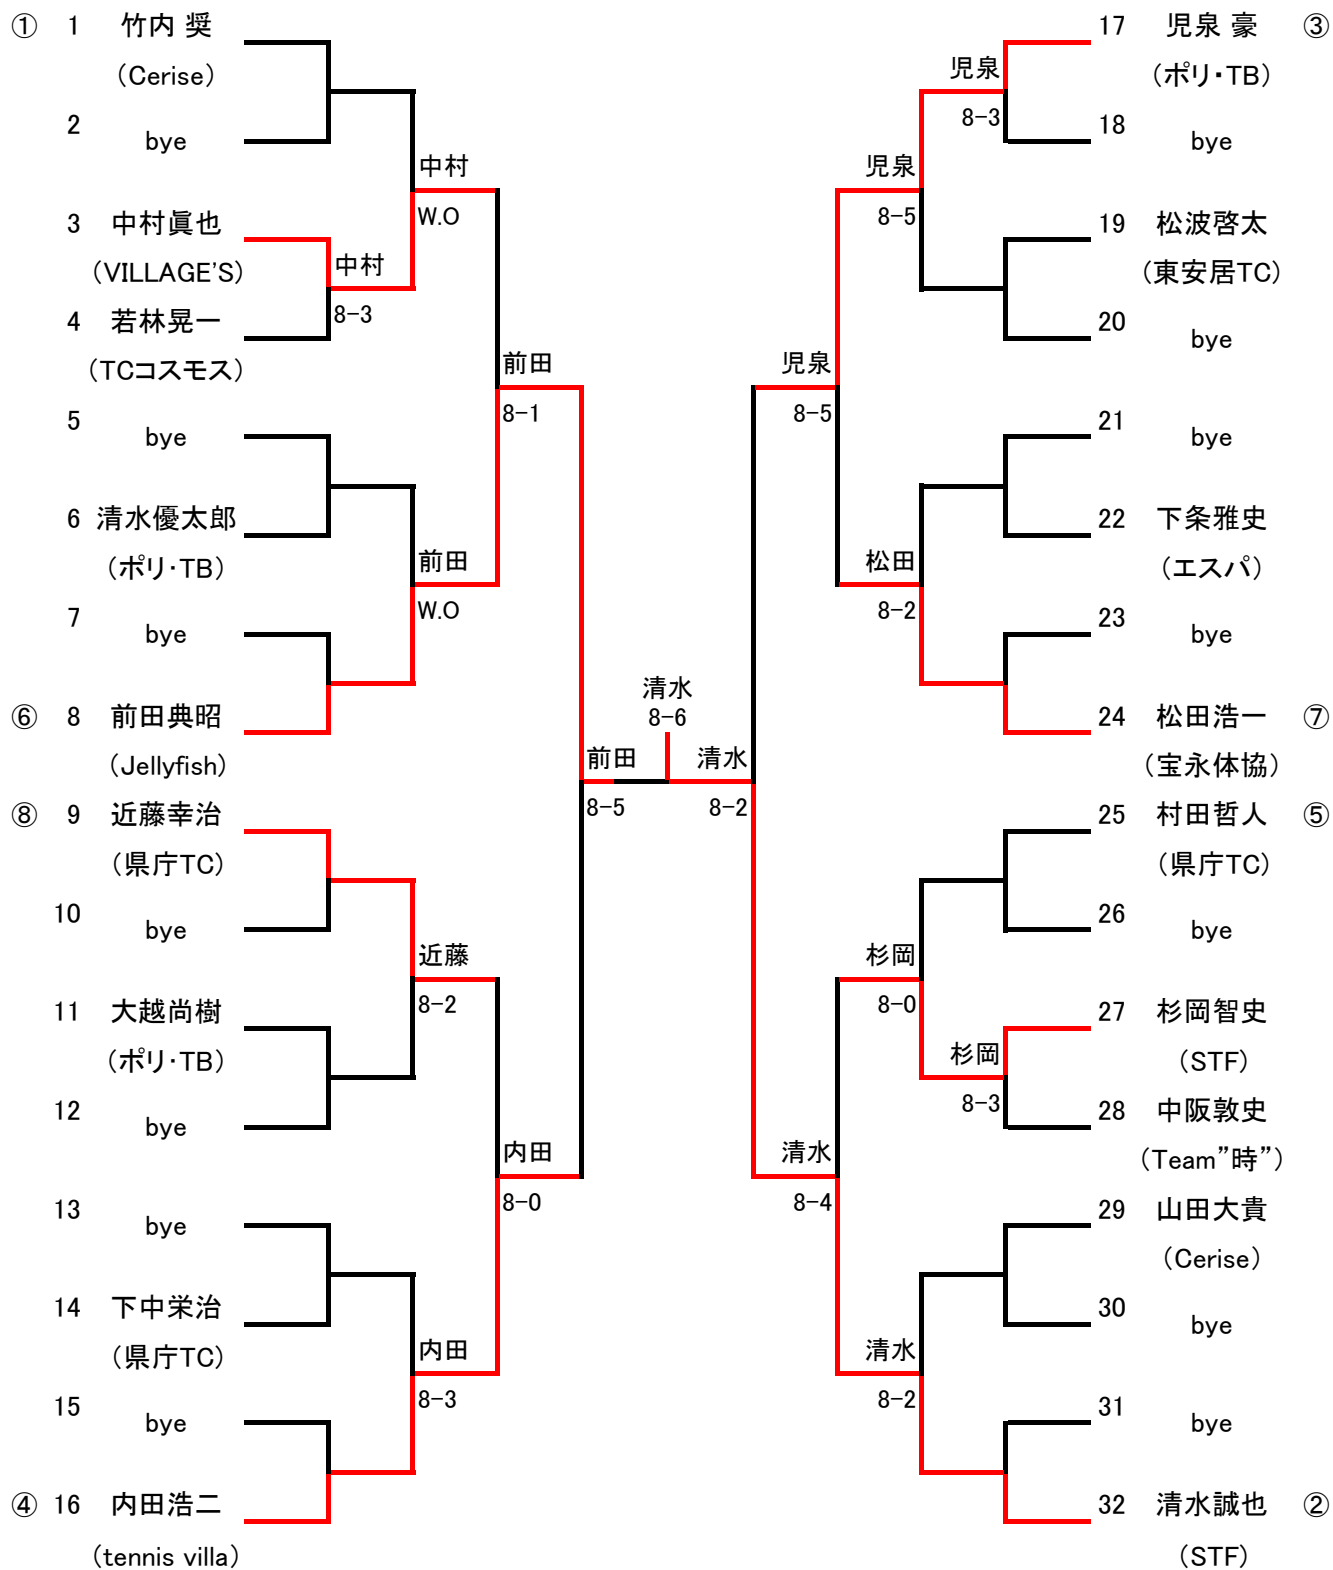 ① 1 竹内 奨
（Cerise）
2 bye
中村
W.O
3 中村眞也
（VILLAGE'S）
中村
8-3
4 若林晃一
（TCコスモス）
前田
8-1
5 bye
6 清水優太郎
（ポリ・TB）
前田
W.O
7 bye
⑥ 8 前田典昭
（Jellyfish）
前田
8-5
⑧ 9 近藤幸治
（県庁TC）
10 bye
近藤
8-2
11 大越尚樹
（ポリ・TB）
12 bye
内田
8-0
13 bye
14 下中栄治
（県庁TC）
内田
8-3
15 bye
④ 16 内田浩二
（tennis villa）
清水
8-6
17 児泉 豪 ③
（ポリ・TB）
児泉
8-3
18 bye
児泉
8-5
19 松波啓太
（東安居TC）
20 bye
児泉
8-5
21 bye
22 下条雅史
（エスパ）
松田
8-2
23 bye
24 松田浩一 ⑦
（宝永体協）
清水
8-2
25 村田哲人 ⑤
（県庁TC）
26 bye
杉岡
8-0
27 杉岡智史
（STF）
杉岡
8-3
28 中阪敦史
（Team”時”）
清水
8-4
29 山田大貴
（Cerise）
30 bye
清水
8-2
31 bye
32 清水誠也 ②
（STF）